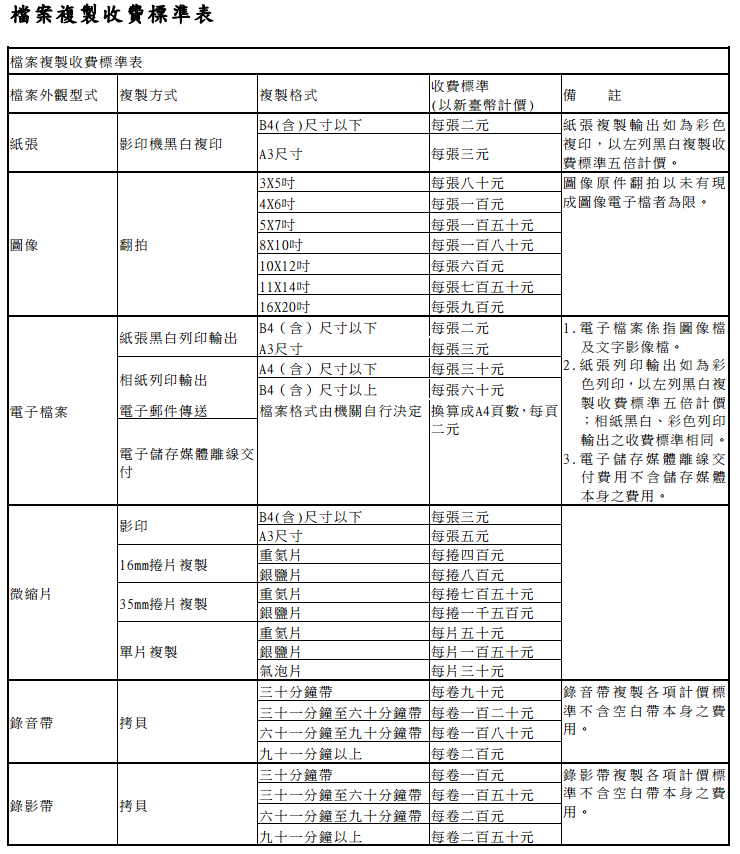 檔案複製收費標準表
檔案複製收費標準表
檔案外觀型式 複製方式 複製格式 收費標準
(以新臺幣計價) 備 註
紙張 影印機黑白複印 B4(含)尺寸以下 每張二元
A3尺寸 每張三元
紙張複製輸出如為彩色
複印，以左列黑白複製收
費標準五倍計價。
圖像 翻拍 3X5吋 每張八十元
4X6吋 每張一百元
5X7吋 每張一百五十元
8X10吋 每張一百八十元
10X12吋 每張六百元
11X14吋 每張七百五十元
16X20吋 每張九百元
圖像原件翻拍以未有現
成圖像電子檔者為限。
電子檔案 紙張黑白列印輸出 B4（含）尺寸以下 每張二元
A3尺寸 每張三元
相紙列印輸出 A4（含）尺寸以下 每張三十元
B4（含）尺寸以上 每張六十元
電子郵件傳送 檔案格式由機關自行決定 換算成A4頁數，每頁
二元
電子儲存媒體離線交
付
1.電子檔案係指圖像檔
及文字影像檔。
2.紙張列印輸出如為彩
色列印，以左列黑白複
製收費標準五倍計價
；相紙黑白、彩色列印
輸出之收費標準相同。
3.電子儲存媒體離線交
付費用不含儲存媒體
本身之費用。
微縮片 影印 B4(含)尺寸以下 每張三元
A3尺寸 每張五元
16mm捲片複製 重氮片 每捲四百元
銀鹽片 每捲八百元
35mm捲片複製 重氮片 每捲七百五十元
銀鹽片 每捲一千五百元
單片複製 重氮片 每片五十元
銀鹽片 每片一百五十元
氣泡片 每片三十元
錄音帶 拷貝 三十分鐘帶 每卷九十元
三十一分鐘至六十分鐘帶 每卷一百二十元
六十一分鐘至九十分鐘帶 每卷一百八十元
九十一分鐘以上 每卷二百元
錄音帶複製各項計價標
準不含空白帶本身之費
用。
錄影帶 拷貝 三十分鐘帶 每卷一百元
三十一分鐘至六十分鐘帶 每卷一百五十元
六十一分鐘至九十分鐘帶 每卷二百元
九十一分鐘以上 每卷二百五十元
錄影帶複製各項計價標
準不含空白帶本身之費
用。